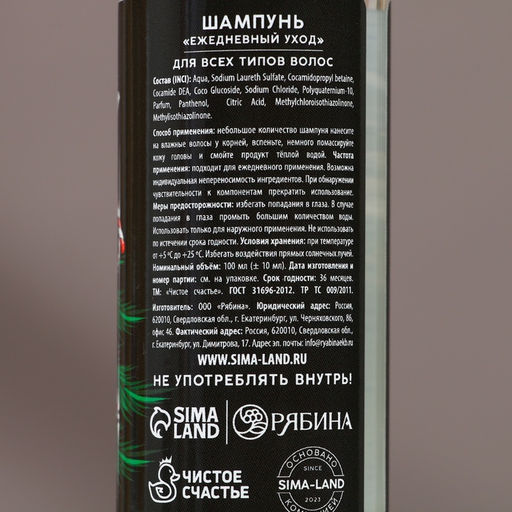 ШАМПУНЬ
«ЕЖЕДНЕВНЫЙ УХОД»
ДЛЯ ВСЕХ ТИПОВ ВОЛОС
Состав (INCI): Aqua, Sodium Laureth Sulfate, Cocamidopropyl betaine,
Cocamide DEA, Coco Glucoside, Sodium Chloride, Polyquaternium-10,
Parfum, Panthenol, Citric Acid, Methylchloroisothiazolinone,
Methylisothiazolinone.
Способ применения: небольшое количество шампуня нанесите
на влажные волосы у корней, вспеньте, немного помассируйте
кожу головы и смойте продукт тёплой водой. Частота
применения: подходит для ежедневного применения. Возможна
индивидуальная непереносимость ингредиентов. При обнаружении
чувствительности к компонентам прекратить использование.
Меры предосторожности: избегать попадания в глаза. В случае
попадания в глаза промыть большим количеством воды.
Использовать только для наружного применения. Не использовать
по истечении срока годности. Условия хранения: при температуре
от +5 °С до +25 °С. Избегать воздействия прямых солнечных лучей.
Номинальный объём: 100 мл (± 10 мл). Дата изготовления и
номер партии: см. на упаковке. Срок годности: 36 месяцев.
ТМ: "Чистое счастье". ГОСТ 31696-2012. ТР ТС 009/2011.
Изготовитель: ООО «Рябина». Юридический адрес: Россия,
620010, Свердловская обл., г. Екатеринбург, ул. Черняховского, 86,
офис 46. Фактический адрес: Россия, 620010, Свердловская обл.,
г. Екатеринбург, ул. Димитрова, 17. Адрес эл. почты: info@ryabinaekb.ru
WWW.SIMA-LAND.RU
НЕ УПОТРЕБЛЯТЬ ВНУТРЬ!
SIMA LAND
РЯБИНА
ЧИСТОЕ СЧАСТЬЕ
ОСНОВАНО
SINCE
SIMA-LAND
2023
КОМПАНИЕЙ